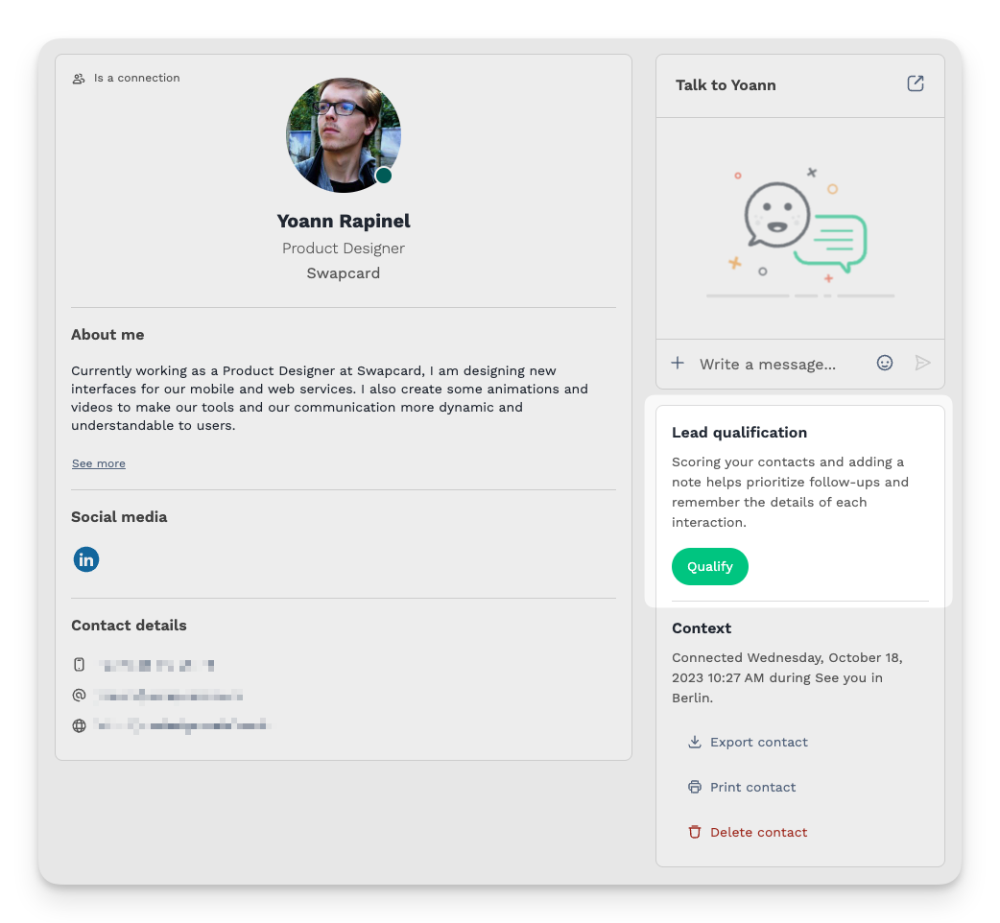 Is a connection
Yoann Rapinel
Product Designer
Swapcard
About me
Currently working as a Product Designer at Swapcard, I am designing new
interfaces for our mobile and web services. I also create some animations and
videos to make our tools and our communication more dynamic and
understandable to users.
See more
Social media
in
Contact details
Talk to Yoann
Write a message...
Lead qualification
Scoring your contacts and adding a
note helps prioritize follow-ups and
remember the details of each
interaction.
Qualify
Context
Connected Wednesday, October 18,
2023 10:27 AM during See you in
Berlin.
Export contact
Print contact
Delete contact